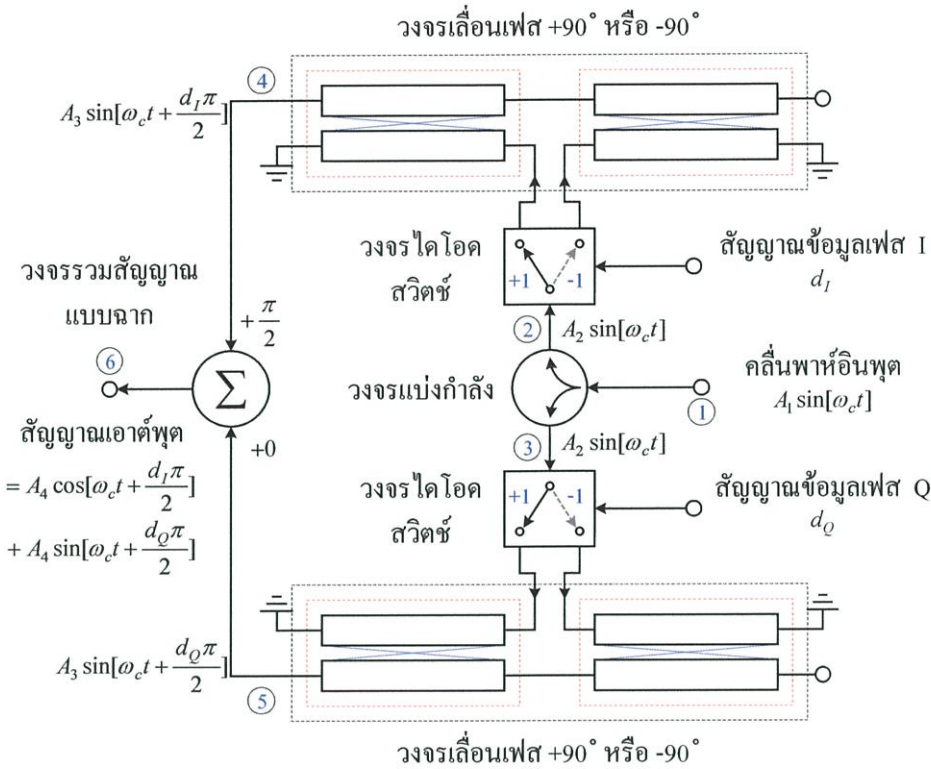 วงจรเลื่อนเฟส +90° หรือ -90°
④
A₃ sin[ω_c t + d_I π / 2]
วงจรไดโอด
สวิตช์
+1 -1
สัญญาณข้อมูลเฟส I
d_I
วงจรรวมสัญญาณ
แบบฉาก
+ π / 2
② A₂ sin[ω_c t]
⑥
Σ
วงจรแบ่งกำลัง
คลื่นพาห์อินพุต
A₁ sin[ω_c t]
①
สัญญาณเอาต์พุต
= A₄ cos[ω_c t + d_I π / 2]
+ A₄ sin[ω_c t + d_Q π / 2]
+0
③ A₂ sin[ω_c t]
วงจรไดโอด
สวิตช์
+1 -1
สัญญาณข้อมูลเฟส Q
d_Q
A₃ sin[ω_c t + d_Q π / 2]
⑤
วงจรเลื่อนเฟส +90° หรือ -90°